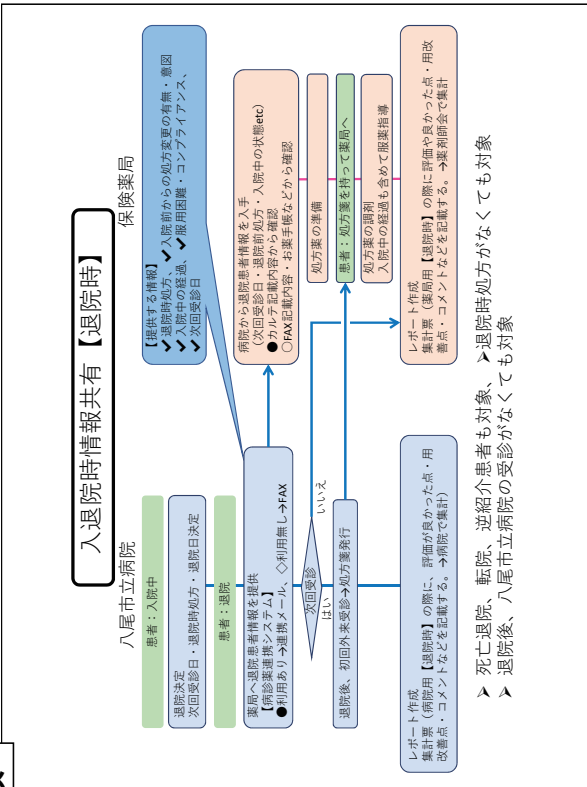 入退院時情報共有【退院時】
八尾市立病院
保険薬局
患者：入院中
退院決定
次回受診日・退院時処方・退院日決定
患者：退院
薬局へ退院患者情報を提供
【病診薬連携システム】
●利用あり→連携メール、◇利用無し→FAX
【提供する情報】
✔退院時処方、✔入院前からの処方変更の有無・意図
✔入院中の経過、✔服用困難・コンプライアンス、
✔次回受診日
病院から退院患者情報を入手
（次回受診日・退院前処方・入院中の状態etc）
●カルテ記載内容から確認
○FAX記載内容・お薬手帳などから確認
次回受診
はい
いいえ
処方薬の準備
退院後、初回外来受診→処方箋発行
患者：処方箋を持って薬局へ
処方薬の調剤
入院中の経過も含めて服薬指導
レポート作成
集計票（病院用【退院時】の際に、評価が良かった点・用
改善点・コメントなどを記載する。→病院で集計）
レポート作成
集計票（薬局用【退院時】の際に評価や良かった点・用改
善点・コメントなどを記載する。→薬剤師会で集計
➤ 死亡退院、転院、逆紹介患者も対象、➤退院時処方がなくても対象
➤ 退院後、八尾市立病院の受診がなくても対象